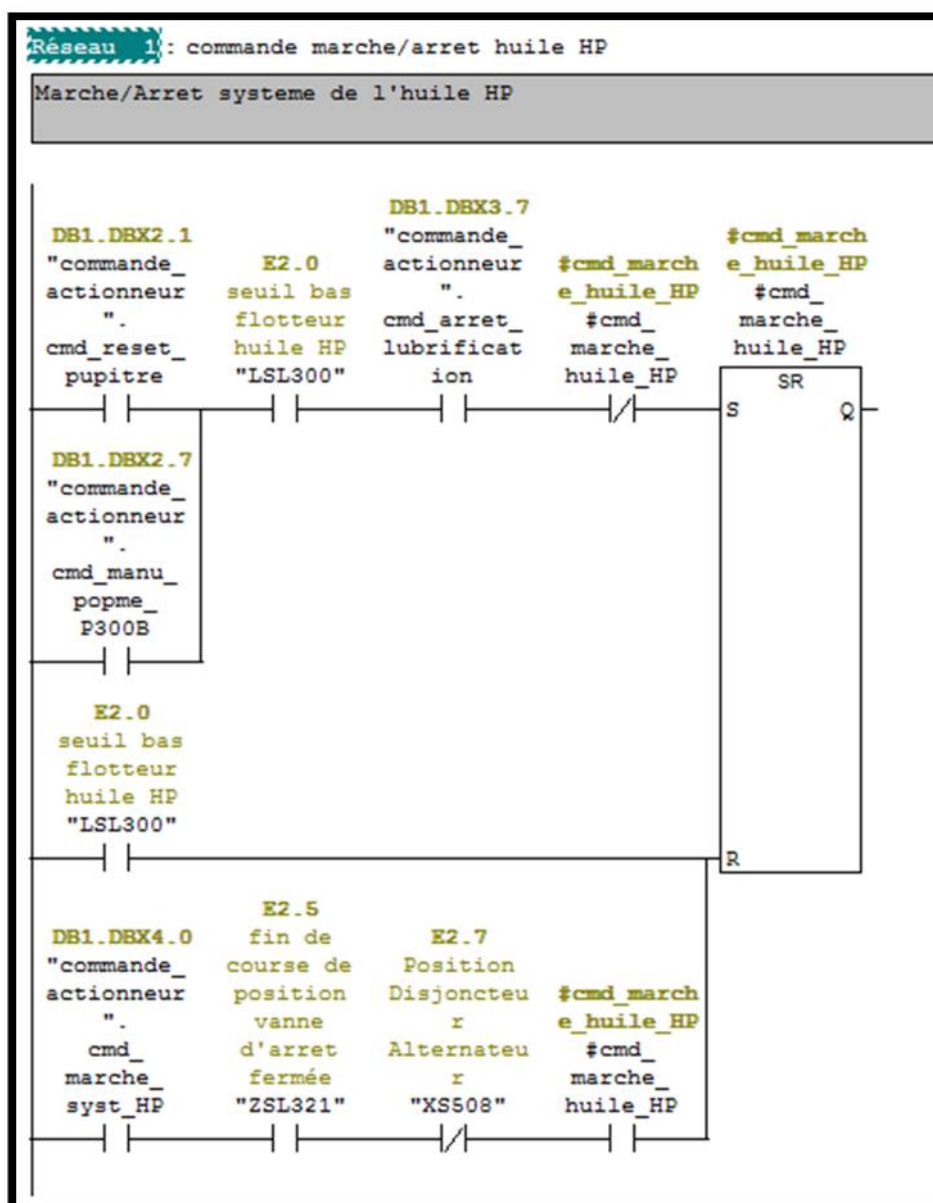 Réseau 1 : commande marche/arret huile HP
Marche/Arret systeme de l'huile HP
DB1.DBX2.1
"commande_
actionneur
".
cmd_reset_
pupitre
E2.0
seuil bas
flotteur
huile HP
"LSL300"
DB1.DBX3.7
"commande_
actionneur
".
cmd_arret_
lubrificat
ion
#cmd_march
e_huile_HP
#cmd_
marche_
huile_HP
#cmd_march
e_huile_HP
#cmd_
marche_
huile_HP
SR
S
Q
DB1.DBX2.7
"commande_
actionneur
".
cmd_manu_
popme_
P300B
E2.0
seuil bas
flotteur
huile HP
"LSL300"
R
DB1.DBX4.0
"commande_
actionneur
".
cmd_
marche_
syst_HP
E2.5
fin de
course de
position
vanne
d'arret
fermée
"ZSL321"
E2.7
Position
Disjoncteu
r
Alternateu
r
"XS508"
#cmd_march
e_huile_HP
#cmd_
marche_
huile_HP